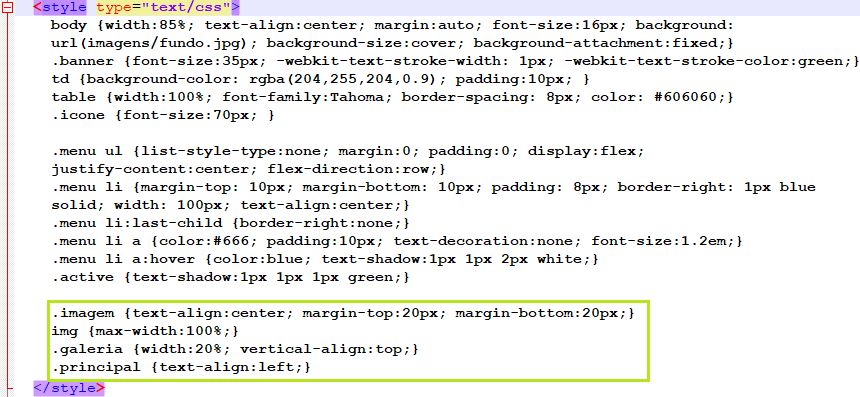 <style type="text/css">
body {width:85%; text-align:center; margin:auto; font-size:16px; background:
url(imagens/fundo.jpg); background-size:cover; background-attachment:fixed;}
.banner {font-size:35px; -webkit-text-stroke-width: 1px; -webkit-text-stroke-color:green;}
td {background-color: rgba(204,255,204,0.9); padding:10px; }
table {width:100%; font-family:Tahoma; border-spacing: 8px; color: #606060;}
.icone {font-size:70px; }
.menu ul {list-style-type:none; margin:0; padding:0; display:flex;
justify-content:center; flex-direction:row;}
.menu li {margin-top: 10px; margin-bottom: 10px; padding: 8px; border-right: 1px blue
solid; width: 100px; text-align:center;}
.menu li:last-child {border-right:none;}
.menu li a {color:#666; padding:10px; text-decoration:none; font-size:1.2em;}
.menu li a:hover {color:blue; text-shadow:1px 1px 2px white;}
.active {text-shadow:1px 1px 1px green;}
.imagem {text-align:center; margin-top:20px; margin-bottom:20px;}
img {max-width:100%;}
.galeria {width:20%; vertical-align:top;}
.principal {text-align:left;}
</style>